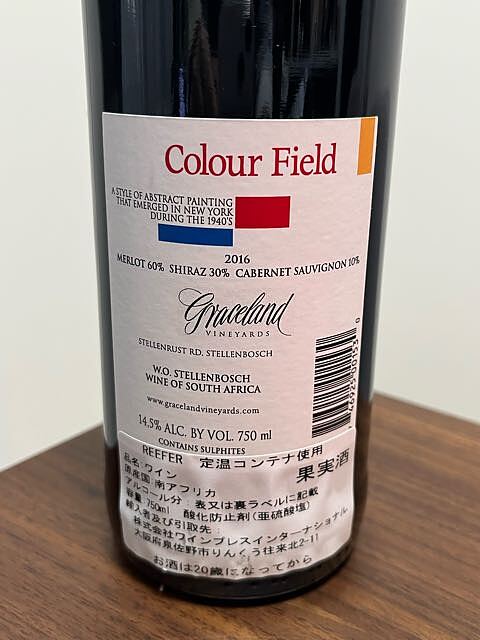 Colour Field
A STYLE OF ABSTRACT PAINTING
THAT EMERGED IN NEW YORK
DURING THE 1940'S
2016
MERLOT 60% SHIRAZ 30% CABERNET SAUVIGNON 10%
Graceland
VINEYARDS
STELLENRUST RD. STELLENBOSCH
W.O. STELLENBOSCH
WINE OF SOUTH AFRICA
www.gracelandvineyards.com
14.5% ALC. BY VOL. 750 ml
CONTAINS SULPHITES
REEFER 定温コンテナ使用
品名:ワイン 果実酒
原産国:南アフリカ
アルコール分:表又は裏ラベルに記載
容量 750ml 酸化防止剤(亜硫酸塩)
輸入者及び引取先:
株式会社ワインプレスインターナショナル
大阪府泉佐野市りんくう往来北2-11
お酒は20歳になってから